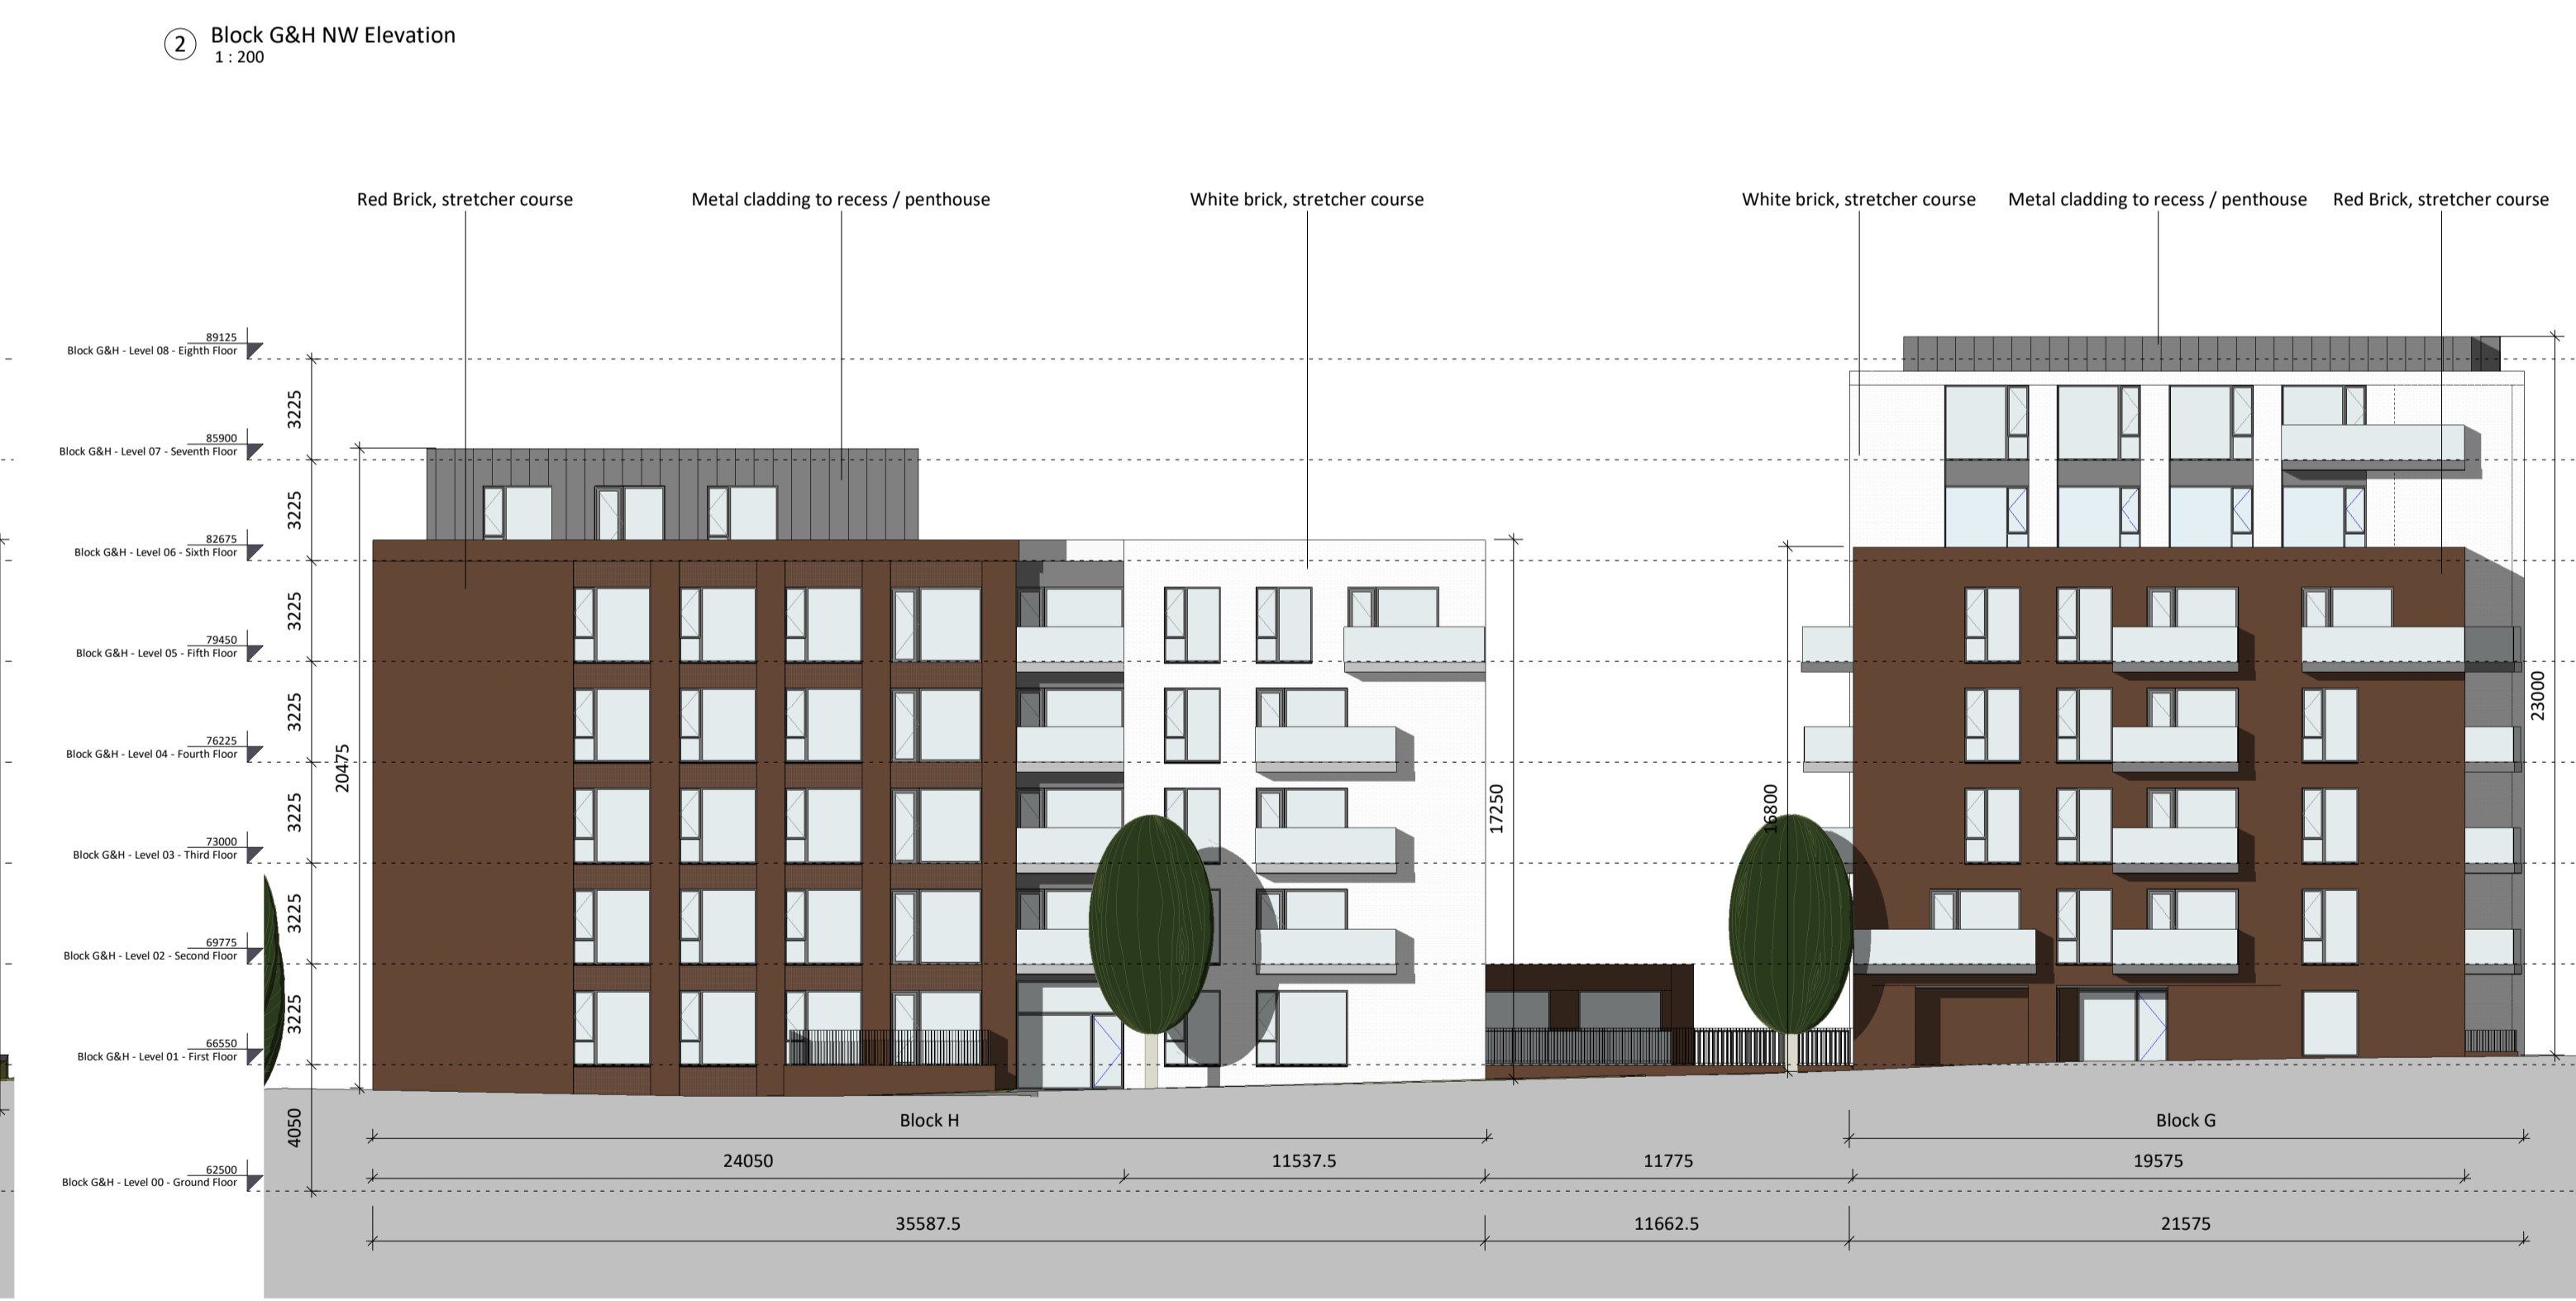 2
Block G&H NW Elevation
1 : 200
Red Brick, stretcher course
Metal cladding to recess / penthouse
White brick, stretcher course
White brick, stretcher course
Metal cladding to recess / penthouse
Red Brick, stretcher course
89125
Block G&H - Level 08 - Eighth Floor
3225
85900
Block G&H - Level 07 - Seventh Floor
3225
82675
Block G&H - Level 06 - Sixth Floor
3225
79450
Block G&H - Level 05 - Fifth Floor
3225
76225
Block G&H - Level 04 - Fourth Floor
3225
73000
Block G&H - Level 03 - Third Floor
3225
69775
Block G&H - Level 02 - Second Floor
3225
66550
Block G&H - Level 01 - First Floor
4050
62500
Block G&H - Level 00 - Ground Floor
20475
17250
16800
23000
Block H
Block G
24050
11537.5
11775
19575
35587.5
11662.5
21575